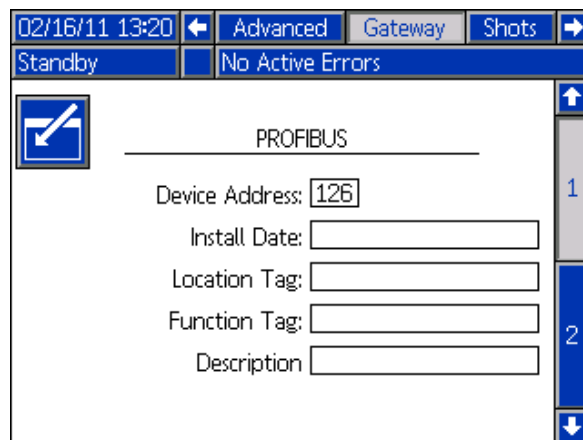 02/16/11 13:20 Advanced Gateway Shots
Standby No Active Errors
PROFIBUS
Device Address: 126
Install Date:
Location Tag:
Function Tag:
Description
1
2